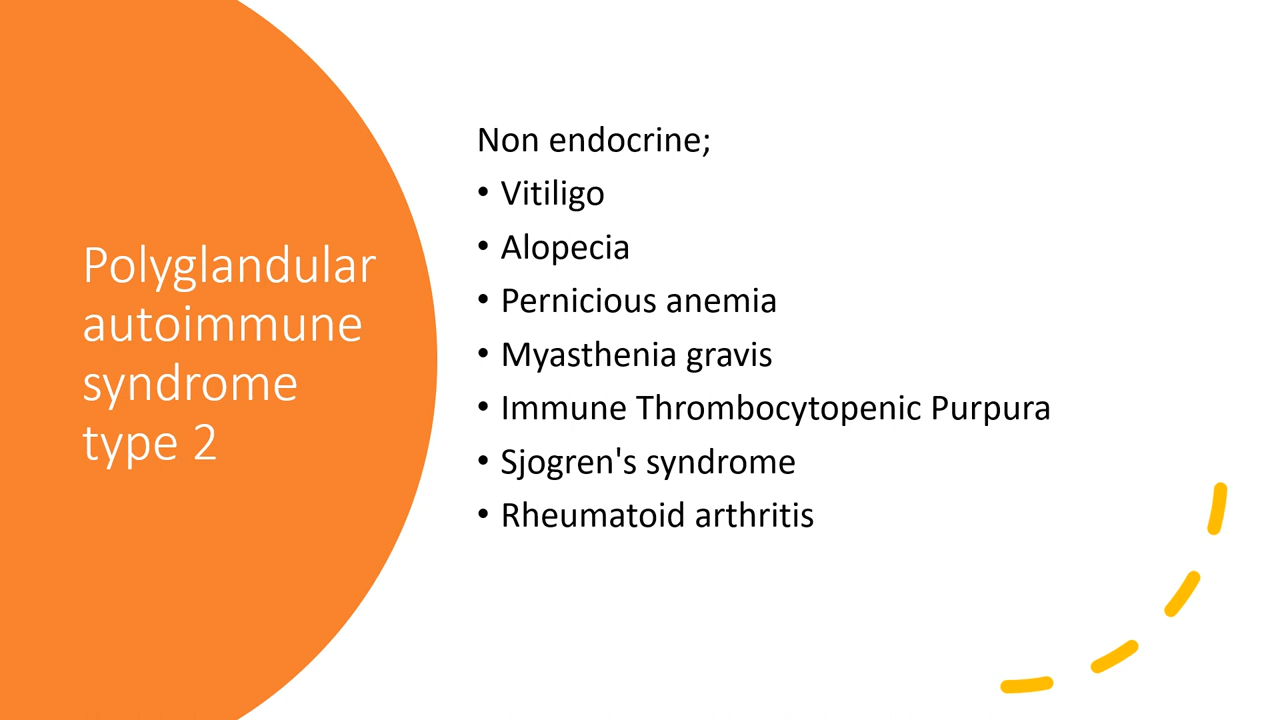 Polyglandular
autoimmune
syndrome
type 2
Non endocrine;
• Vitiligo
• Alopecia
• Pernicious anemia
• Myasthenia gravis
• Immune Thrombocytopenic Purpura
• Sjogren's syndrome
• Rheumatoid arthritis